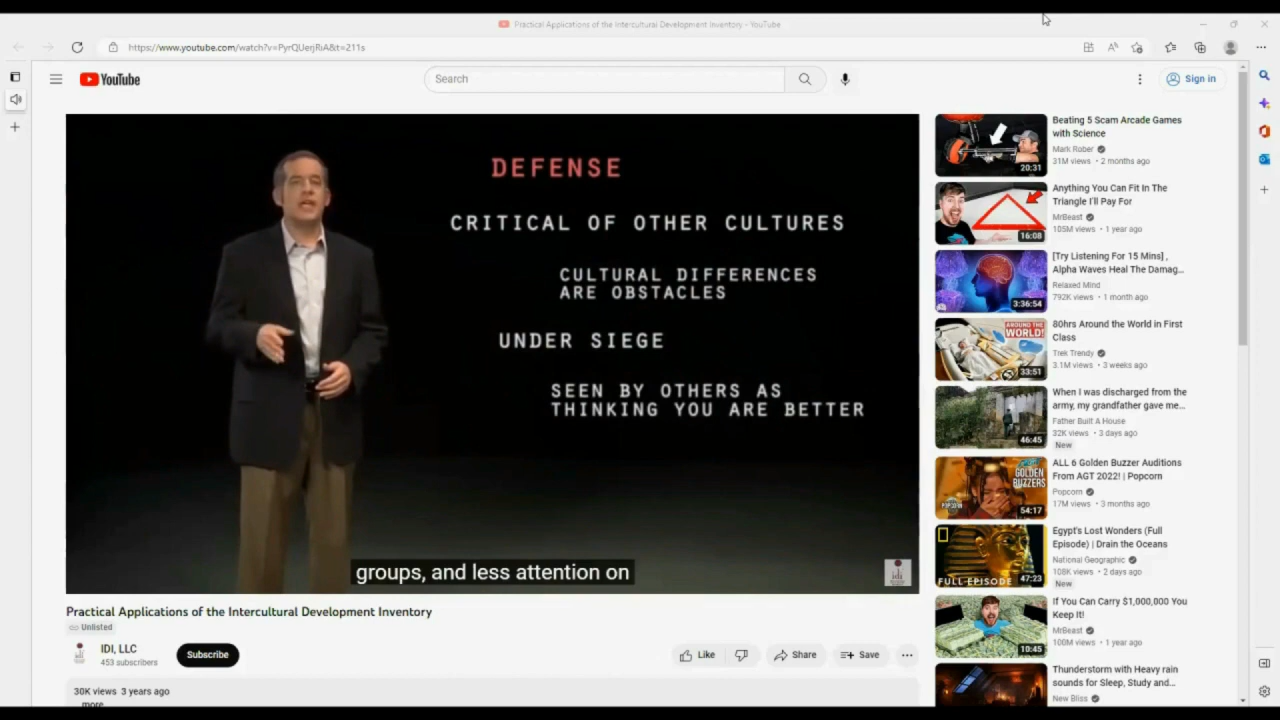 Practical Applications of the Intercultural Development Inventory - YouTube
https://www.youtube.com/watch?v=PyrQUerjRiA&t=211s
YouTube
Search
Sign in
DEFENSE
CRITICAL OF OTHER CULTURES
CULTURAL DIFFERENCES
ARE OBSTACLES
UNDER SIEGE
SEEN BY OTHERS AS
THINKING YOU ARE BETTER
groups, and less attention on
idi
Practical Applications of the Intercultural Development Inventory
Unlisted
IDI, LLC
453 subscribers
Subscribe
Like
Share
Save
30K views 3 years ago
more
20:31
Beating 5 Scam Arcade Games
with Science
Mark Rober
31M views • 2 months ago
16:08
Anything You Can Fit In The
Triangle I'll Pay For
MrBeast
105M views • 1 year ago
3:36:54
[Try Listening For 15 Mins] ,
Alpha Waves Heal The Damag...
Relaxed Mind
792K views • 1 month ago
AROUND THE
WORLD!
33:51
80hrs Around the World in First
Class
Trek Trendy
3.1M views • 3 weeks ago
46:45
When I was discharged from the
army, my grandfather gave me...
Father Built A House
32K views • 3 days ago
New
GOLDEN
BUZZERS
POPCORN
54:17
ALL 6 Golden Buzzer Auditions
From AGT 2022! | Popcorn
Popcorn
17M views • 3 months ago
FULL EPISODE
47:23
Egypt's Lost Wonders (Full
Episode) | Drain the Oceans
National Geographic
108K views • 2 days ago
New
10:45
If You Can Carry $1,000,000 You
Keep It!
MrBeast
100M views • 1 year ago
Thunderstorm with Heavy rain
sounds for Sleep, Study and...
New Bliss